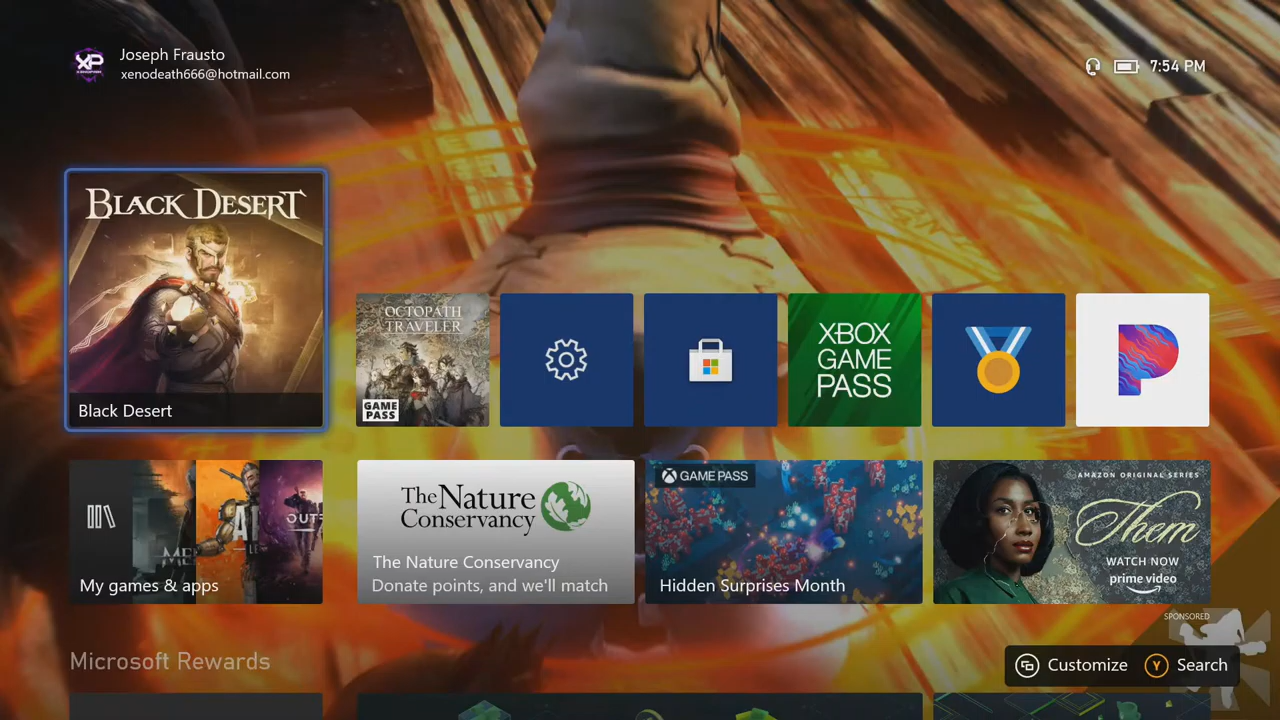 Joseph Frausto
xenodeath666@hotmail.com
7:54 PM
XP
BLACK DESERT
Black Desert
OCTOPATH
TRAVELER
GAME
PASS
XBOX
GAME
PASS
My games & apps
The Nature
Conservancy
The Nature Conservancy
Donate points, and we'll match
GAME PASS
Hidden Surprises Month
AMAZON ORIGINAL SERIES
Them
WATCH NOW
prime video
SPONSORED
Microsoft Rewards
Customize
Y Search